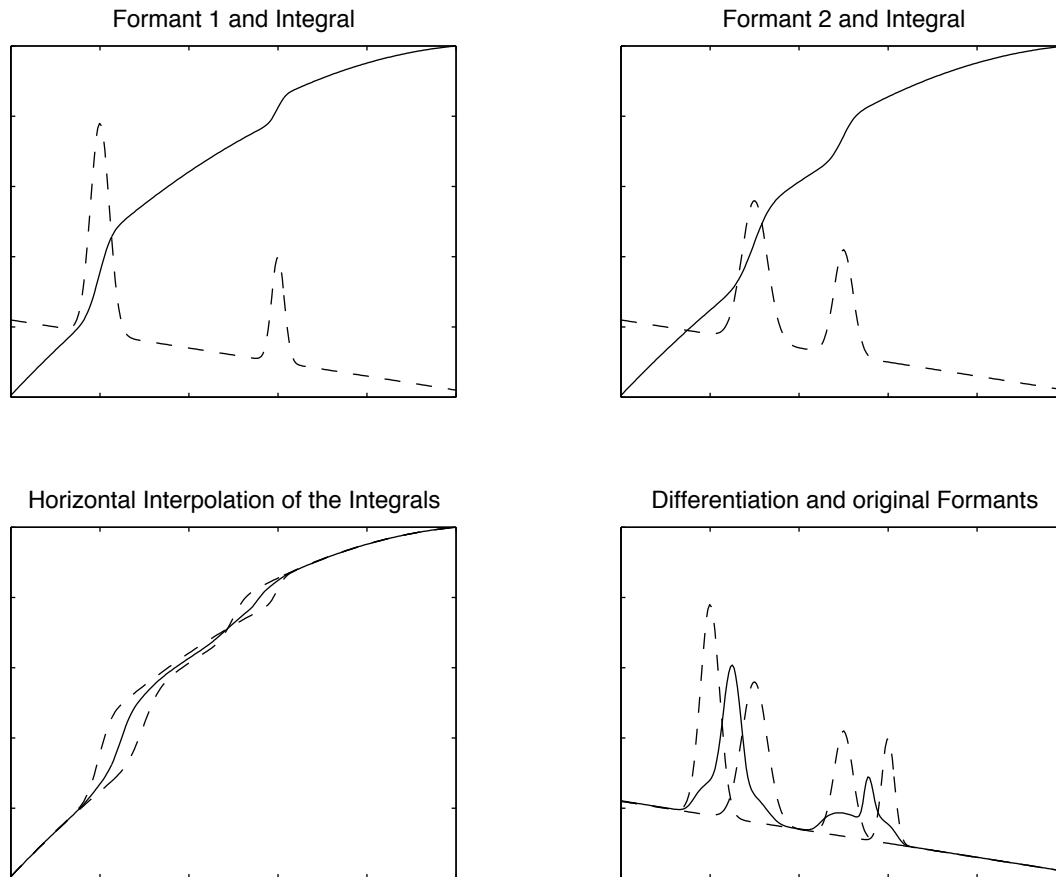 Formant 1 and Integral
Formant 2 and Integral
Horizontal Interpolation of the Integrals
Differentiation and original Formants